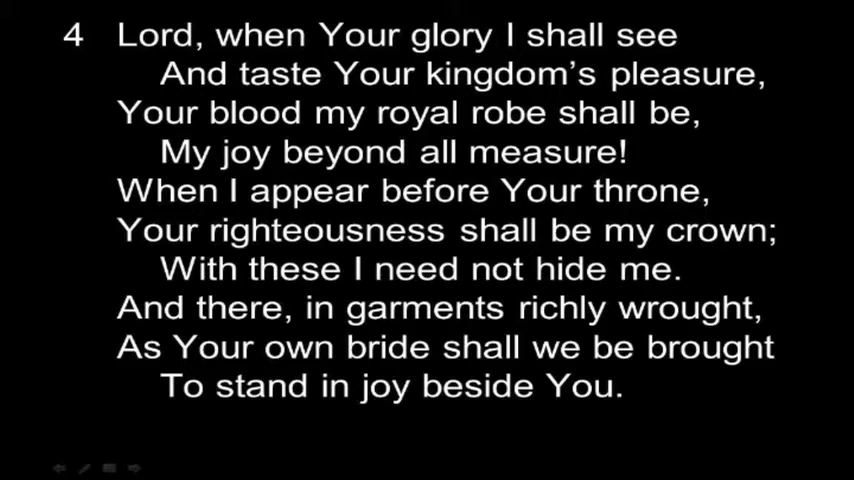 4 Lord, when Your glory I shall see
And taste Your kingdom’s pleasure,
Your blood my royal robe shall be,
My joy beyond all measure!
When I appear before Your throne,
Your righteousness shall be my crown;
With these I need not hide me.
And there, in garments richly wrought,
As Your own bride shall we be brought
To stand in joy beside You.